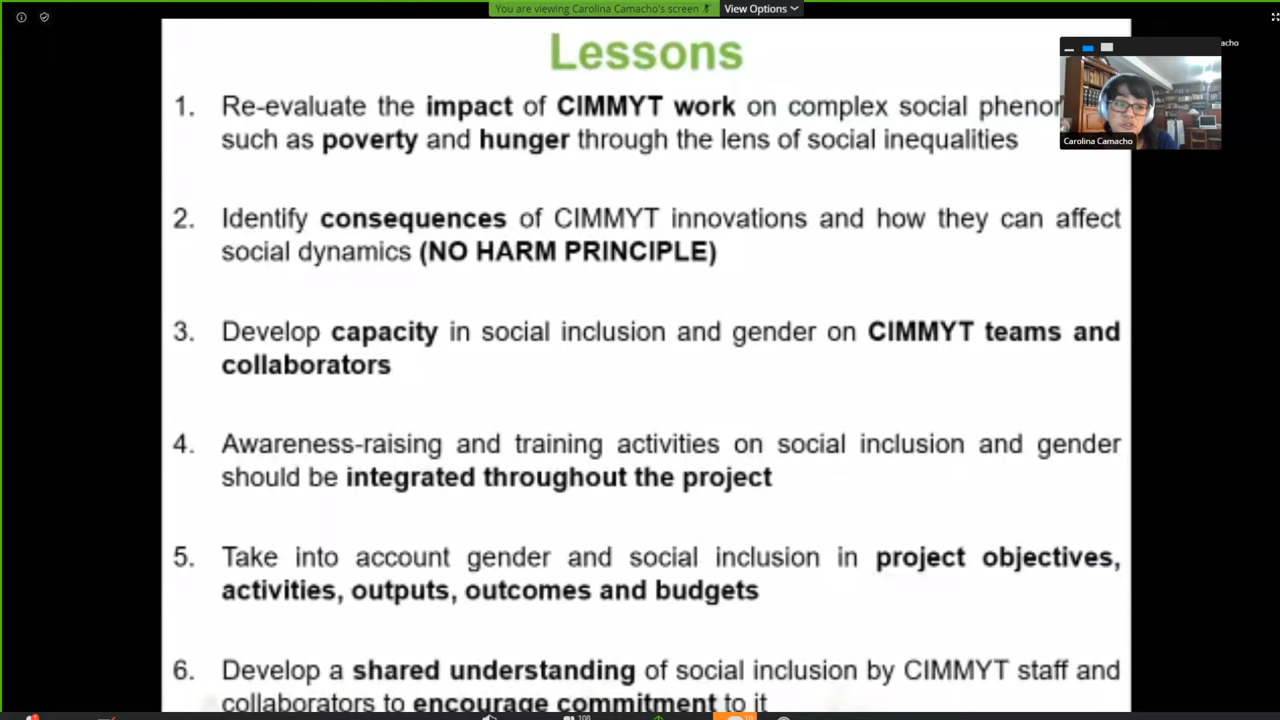 You are viewing Carolina Camacho's screen
View Options
Lessons
acho
1. Re-evaluate the impact of CIMMYT work on complex social phenom
such as poverty and hunger through the lens of social inequalities
Carolina Camacho
2. Identify consequences of CIMMYT innovations and how they can affect
social dynamics (NO HARM PRINCIPLE)
3. Develop capacity in social inclusion and gender on CIMMYT teams and
collaborators
4. Awareness-raising and training activities on social inclusion and gender
should be integrated throughout the project
5. Take into account gender and social inclusion in project objectives,
activities, outputs, outcomes and budgets
6. Develop a shared understanding of social inclusion by CIMMYT staff and
collaborators to encourage commitment to it
108
10